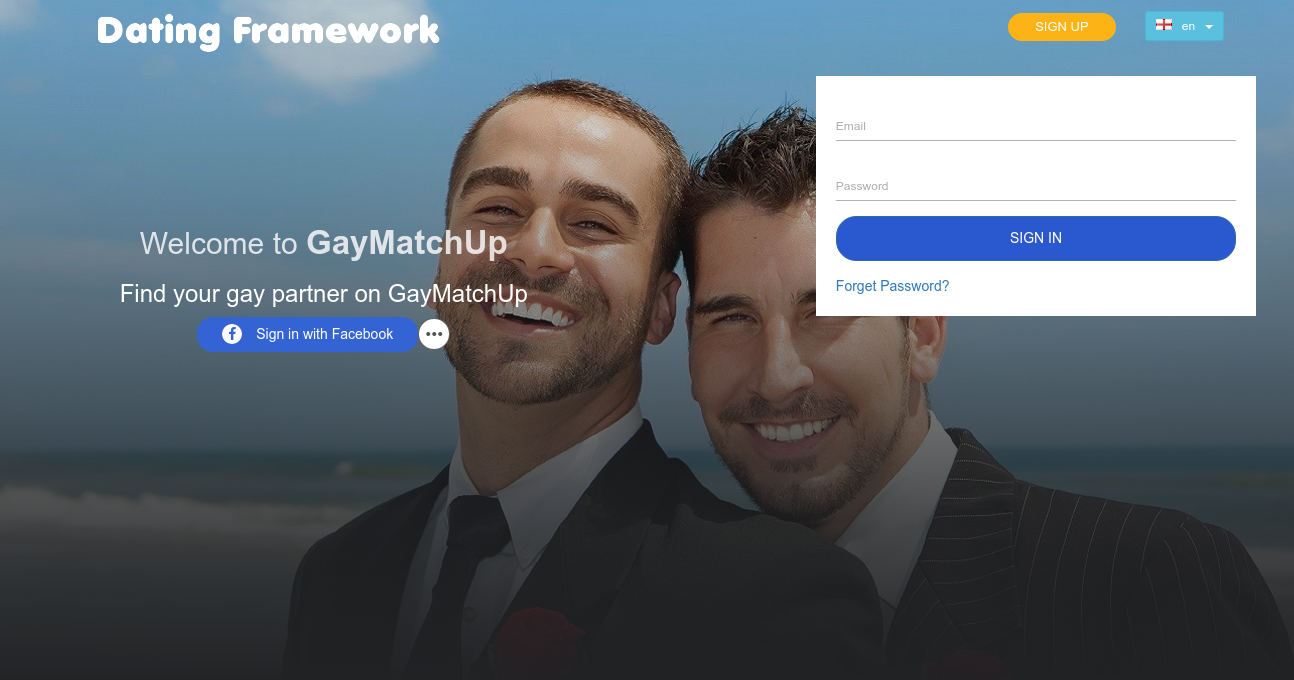 Dating Framework
SIGN UP
en
Email
Password
SIGN IN
Forget Password?
Welcome to GayMatchUp
Find your gay partner on GayMatchUp
Sign in with Facebook